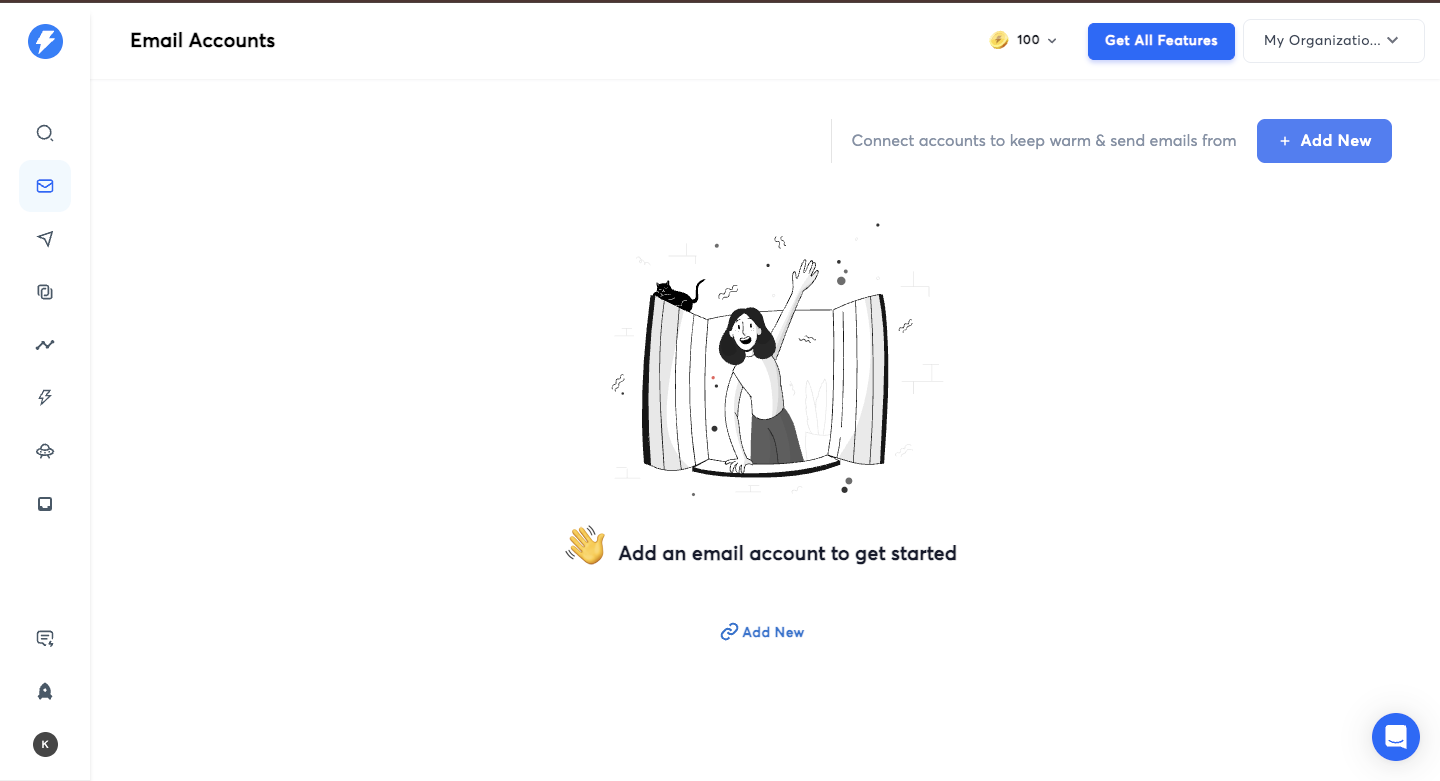 Email Accounts
100
Get All Features
My Organizatio...
Connect accounts to keep warm & send emails from
+ Add New
Add an email account to get started
Add New
K